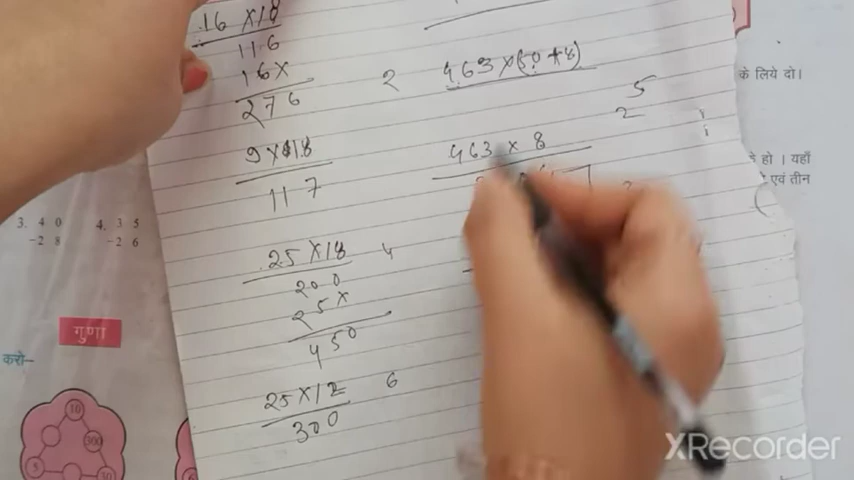 16 × 18
116
16×
276
9 × 18
117
25 × 18 4
200
25×
450
25 × 12 6
300
2 463 × (50 + 8)
463 × 8
5
2
के लिये दो।
हो । यहाँ
एवं तीन
3. 4 0
- 2 8
4. 3 5
- 2 6
गुणा
करो–
10
300
5
30
XRecorder